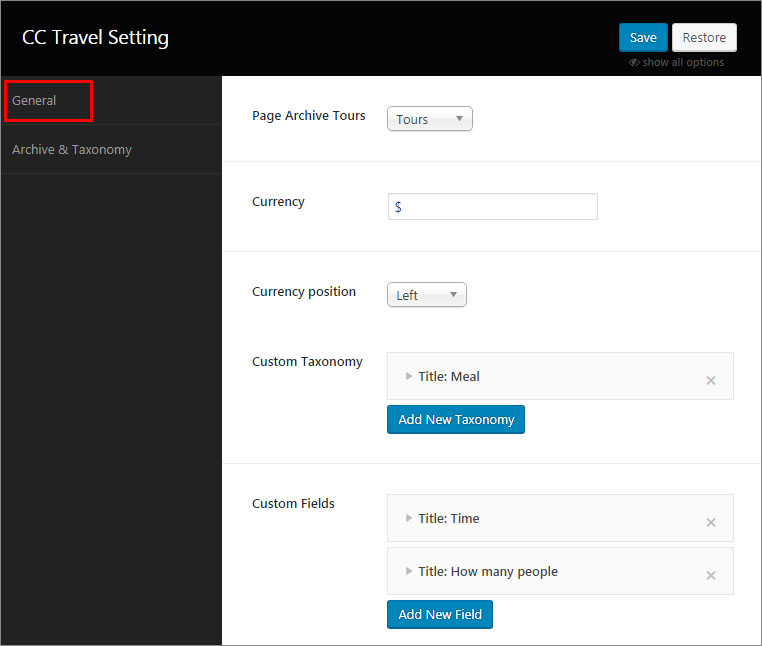 CC Travel Setting
Save
Restore
show all options
General
Archive & Taxonomy
Page Archive Tours
Tours
Currency
$
Currency position
Left
Custom Taxonomy
Title: Meal
Add New Taxonomy
Custom Fields
Title: Time
Title: How many people
Add New Field